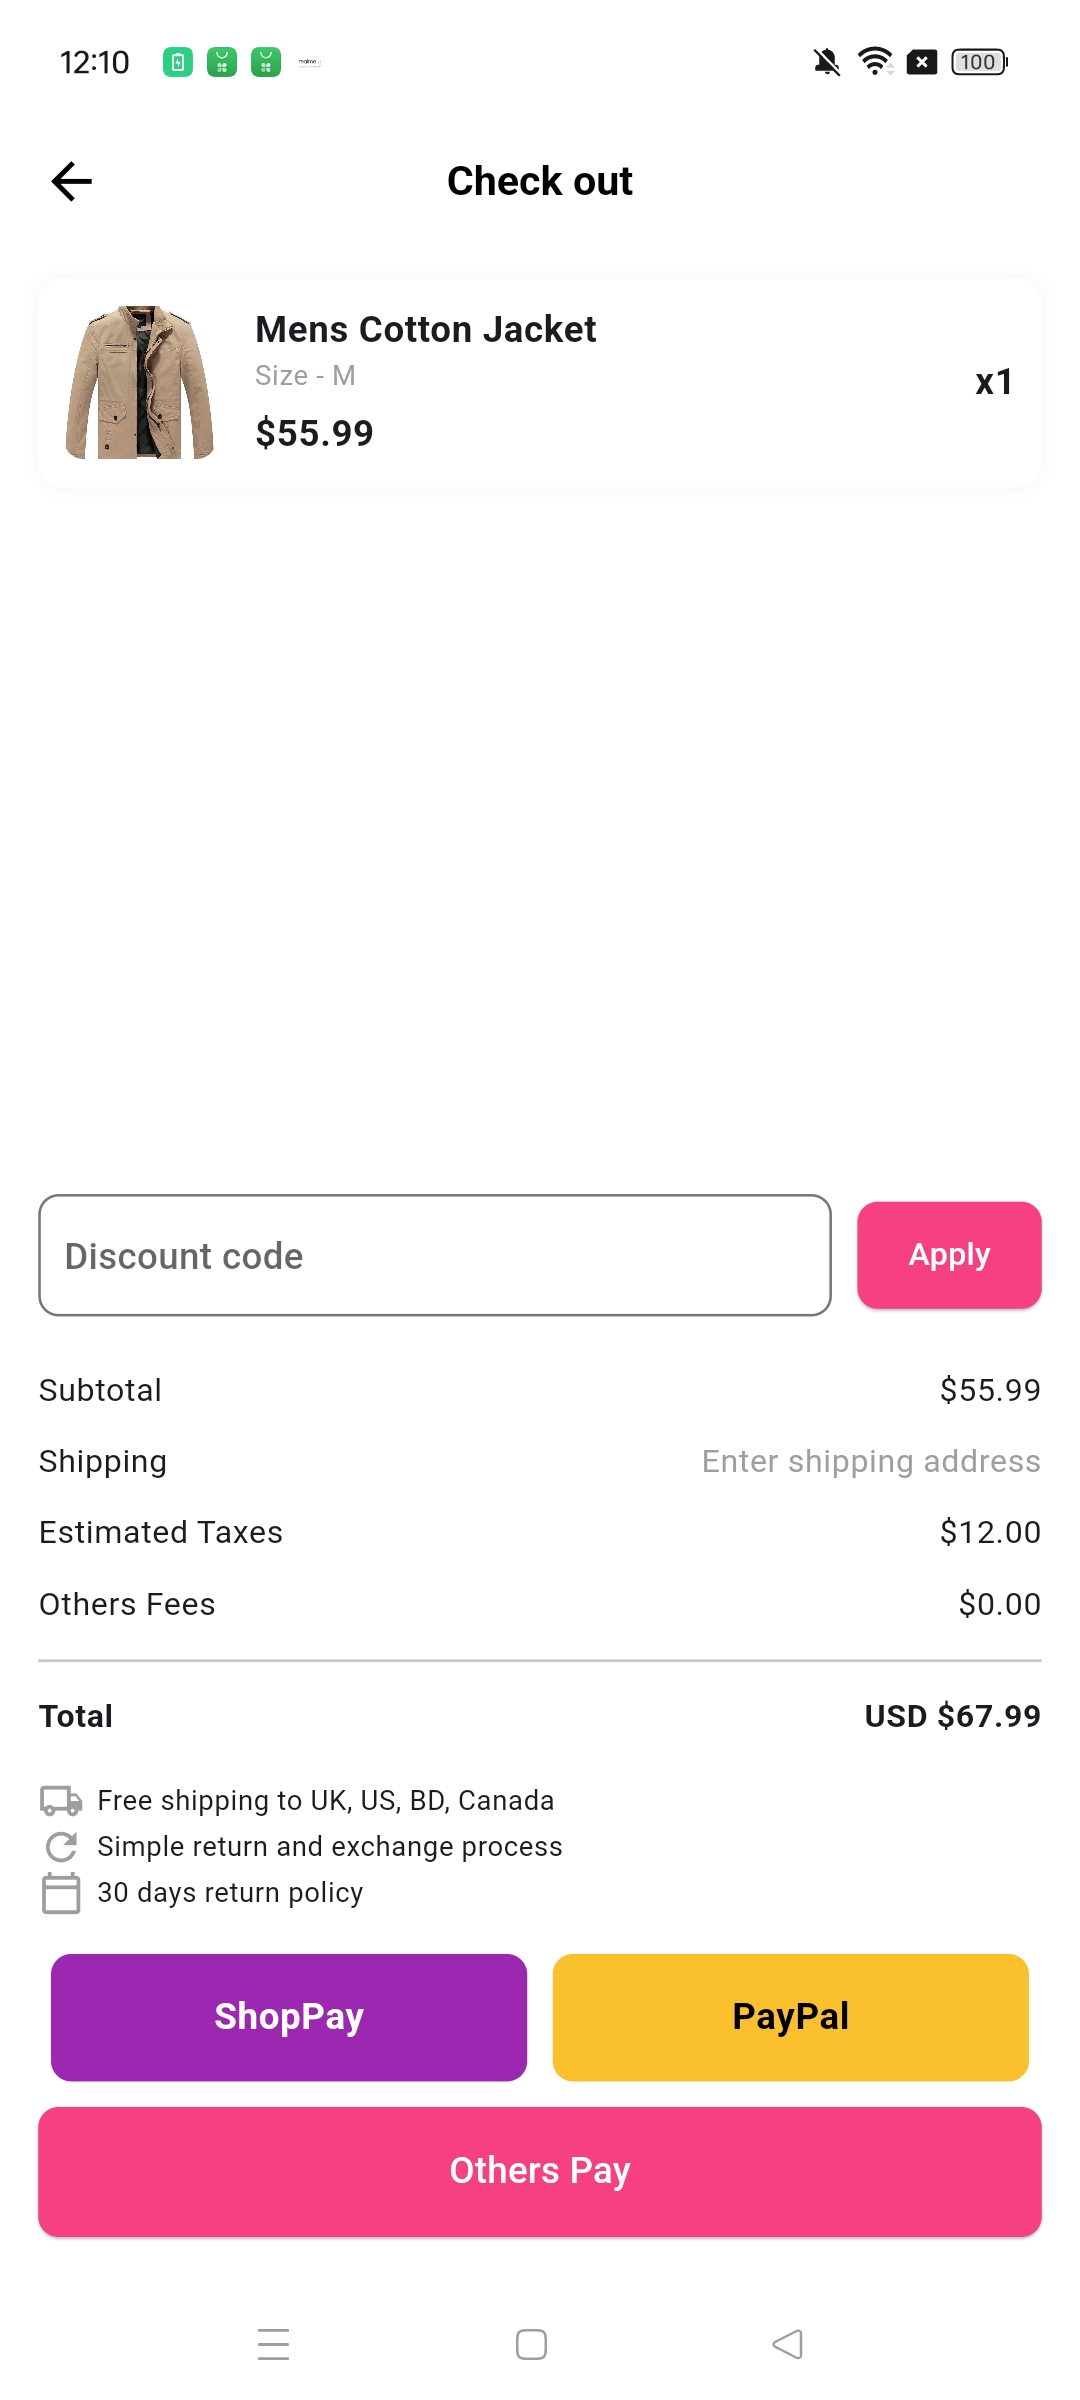 12:10
100
Check out
Mens Cotton Jacket
Size - M
$55.99
x1
Discount code
Apply
Subtotal $55.99
Shipping Enter shipping address
Estimated Taxes $12.00
Others Fees $0.00
Total USD $67.99
Free shipping to UK, US, BD, Canada
Simple return and exchange process
30 days return policy
ShopPay PayPal
Others Pay